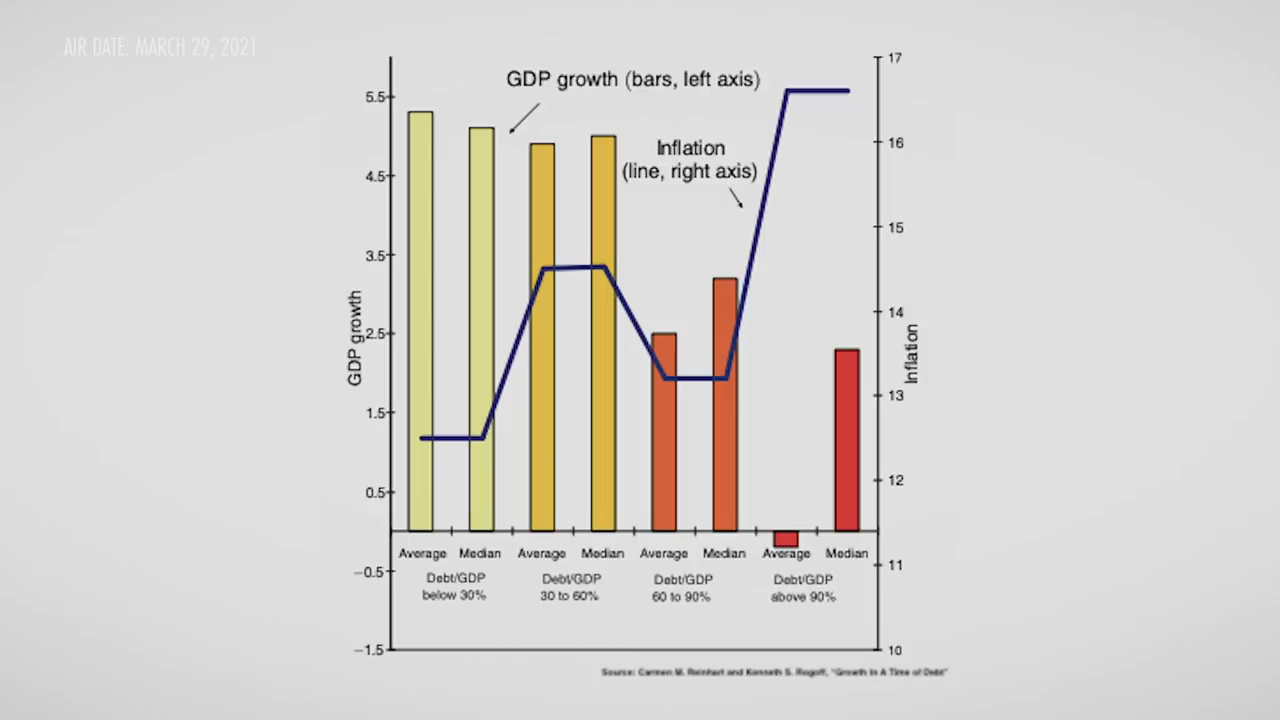 AIR DATE: MARCH 29, 2021
GDP growth (bars, left axis)
Inflation
(line, right axis)
GDP growth
5.5
4.5
3.5
2.5
1.5
0.5
−0.5
−1.5
17
16
15
14
13
12
11
10
Inflation
Average Median Average Median Average Median Average Median
Debt/GDP
below 30%
Debt/GDP
30 to 60%
Debt/GDP
60 to 90%
Debt/GDP
above 90%
Source: Carmen M. Reinhart and Kenneth S. Rogoff, "Growth In A Time of Debt"